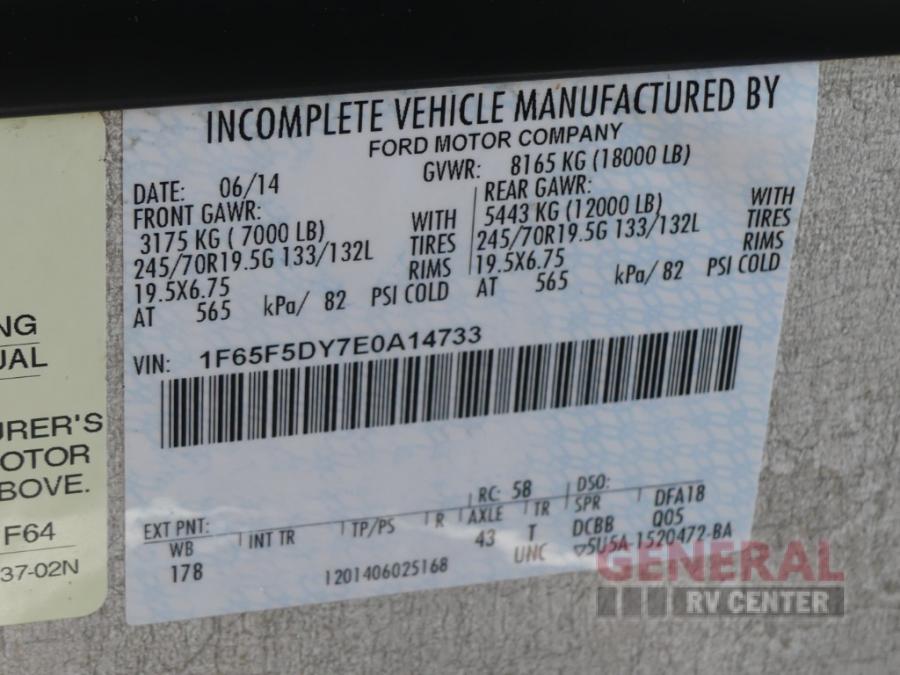 INCOMPLETE VEHICLE MANUFACTURED BY
FORD MOTOR COMPANY
DATE: 06/14 GVWR: 8165 KG (18000 LB)
FRONT GAWR: REAR GAWR:
3175 KG ( 7000 LB) WITH 5443 KG (12000 LB) WITH
245/70R19.5G 133/132L TIRES 245/70R19.5G 133/132L TIRES
19.5X6.75 RIMS 19.5X6.75 RIMS
AT 565 kPa/ 82 PSI COLD AT 565 kPa/ 82 PSI COLD
VIN: 1F65F5DY7E0A14733
EXT PNT: RC: 58 DSO:
WB INT TR TP/PS R AXLE TR SPR DFA18
178 43 T DCBB Q05
1201406025168 UNC 5U5A-1520472-BA
NG
UAL
URER'S
OTOR
BOVE.
F64
37-02N
GENERAL
RV CENTER